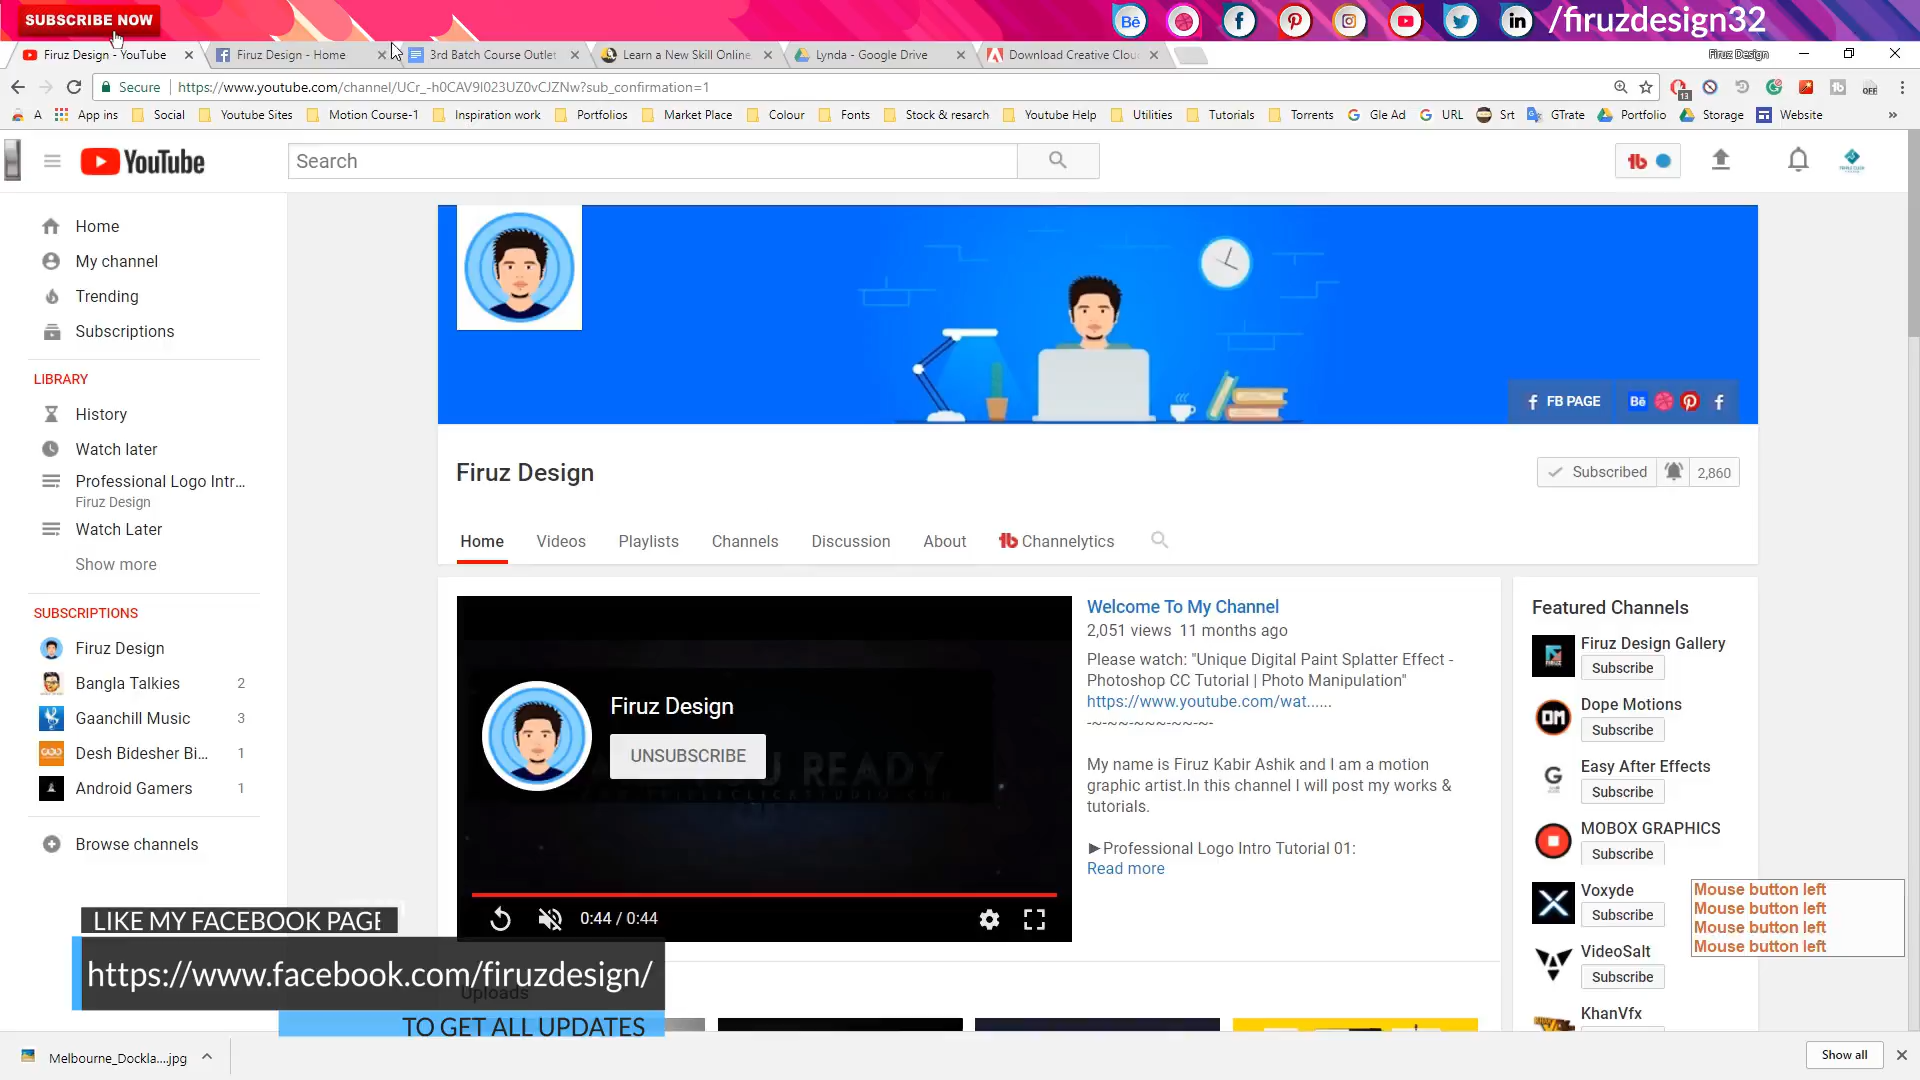 SUBSCRIBE NOW
Bē
/firuzdesign32
Firuz Design - YouTube
Firuz Design - Home
3rd Batch Course Outlet
Learn a New Skill Online,
Lynda - Google Drive
Download Creative Clou
Firuz Design
Secure
https://www.youtube.com/channel/UCr_-h0CAV9I023UZ0vCJZNw?sub_confirmation=1
13
OFF
A
App ins
Social
Youtube Sites
Motion Course-1
Inspiration work
Portfolios
Market Place
Colour
Fonts
Stock & resarch
Youtube Help
Utilities
Tutorials
Torrents
Gle Ad
URL
Srt
GTrate
Portfolio
Storage
Website
YouTube
Search
Home
My channel
Trending
Subscriptions
LIBRARY
History
Watch later
Professional Logo Intr...
Firuz Design
Watch Later
Show more
SUBSCRIPTIONS
Firuz Design
Bangla Talkies 2
Gaanchill Music 3
Desh Bidesher Bi... 1
Android Gamers 1
Browse channels
FB PAGE
Bē
Firuz Design
Subscribed
2,860
Home
Videos
Playlists
Channels
Discussion
About
Channelytics
Firuz Design
UNSUBSCRIBE
0:44 / 0:44
Welcome To My Channel
2,051 views 11 months ago
Please watch: "Unique Digital Paint Splatter Effect -
Photoshop CC Tutorial | Photo Manipulation"
https://www.youtube.com/wat......
-~-~~-~~~-~~-~-
My name is Firuz Kabir Ashik and I am a motion
graphic artist.In this channel I will post my works &
tutorials.
►Professional Logo Intro Tutorial 01:
Read more
Featured Channels
Firuz Design Gallery
Subscribe
Dope Motions
Subscribe
Easy After Effects
Subscribe
MOBOX GRAPHICS
Subscribe
Voxyde
Subscribe
VideoSalt
Subscribe
KhanVfx
Mouse button left
Mouse button left
Mouse button left
Mouse button left
LIKE MY FACEBOOK PAGE
https://www.facebook.com/firuzdesign/
Uploads
TO GET ALL UPDATES
Melbourne_Dockla....jpg
Show all